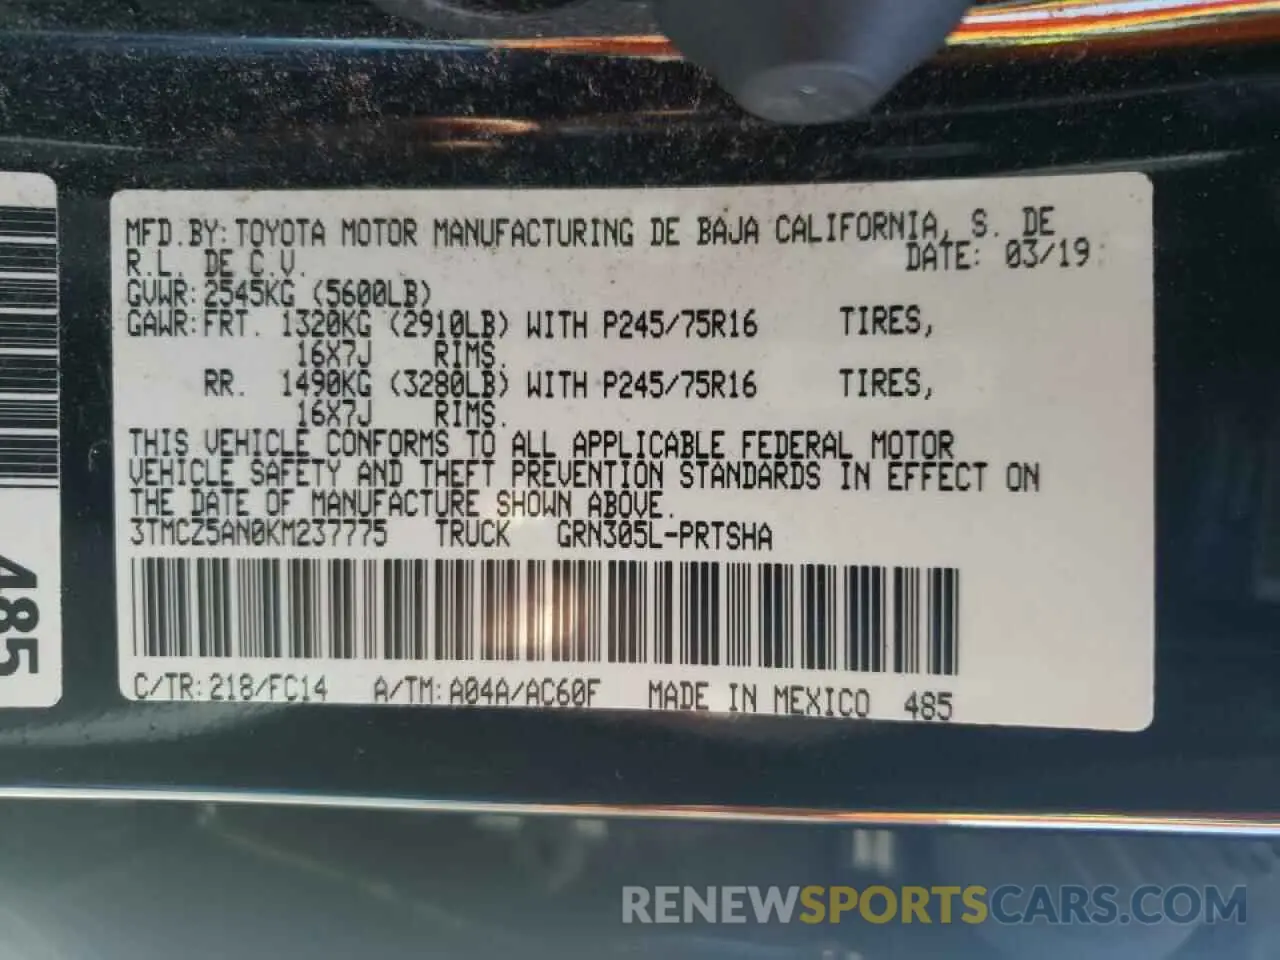 MFD.BY: TOYOTA MOTOR MANUFACTURING DE BAJA CALIFORNIA, S. DE
R.L. DE C.V. DATE: 03/19
GVWR: 2545KG (5600LB)
GAWR: FRT. 1320KG (2910LB) WITH P245/75R16 TIRES,
16X7J RIMS.
RR. 1490KG (3280LB) WITH P245/75R16 TIRES,
16X7J RIMS.
THIS VEHICLE CONFORMS TO ALL APPLICABLE FEDERAL MOTOR
VEHICLE SAFETY AND THEFT PREVENTION STANDARDS IN EFFECT ON
THE DATE OF MANUFACTURE SHOWN ABOVE.
3TMCZ5AN0KM237775 TRUCK GRN305L-PRTSHA
C/TR: 218/FC14 A/TM: A04A/AC60F MADE IN MEXICO 485
485
RENEWSPORTSCARS.COM